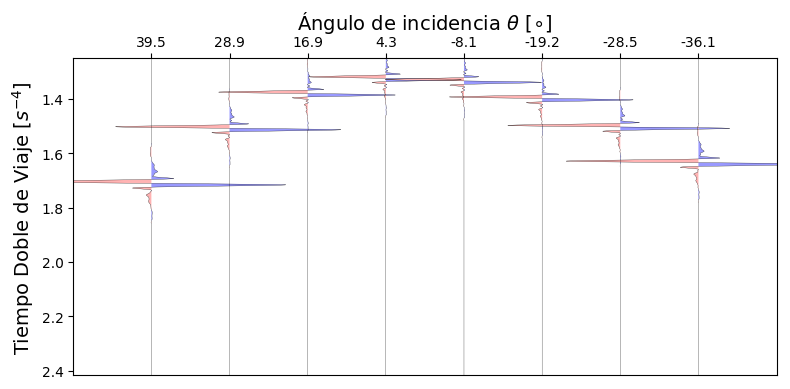 Ángulo de incidencia θ [∘]
39.5 28.9 16.9 4.3 -8.1 -19.2 -28.5 -36.1
Tiempo Doble de Viaje [s⁻⁴]
1.4
1.6
1.8
2.0
2.2
2.4